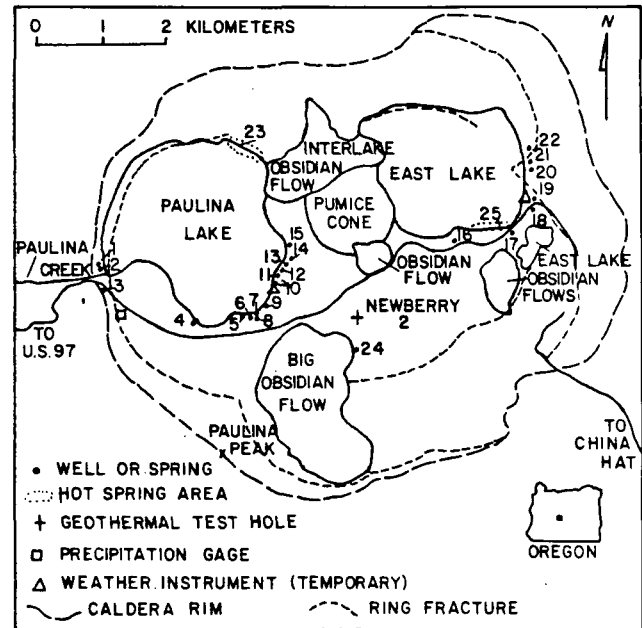 0 1 2 KILOMETERS
N
23
INTERLAKE
OBSIDIAN
FLOW
EAST LAKE
22
21
20
19
PAULINA
LAKE
PUMICE
CONE
25
18
15
14
13
16
17
PAULINA
CREEK
1
2
3
11
12
10
OBSIDIAN
FLOW
EAST LAKE
OBSIDIAN
FLOWS
9
7
6
4
5
8
NEWBERRY
2
TO
U.S. 97
24
BIG
OBSIDIAN
FLOW
PAULINA
PEAK
TO
CHINA
HAT
WELL OR SPRING
HOT SPRING AREA
GEOTHERMAL TEST HOLE
PRECIPITATION GAGE
WEATHER INSTRUMENT (TEMPORARY)
CALDERA RIM
RING FRACTURE
OREGON